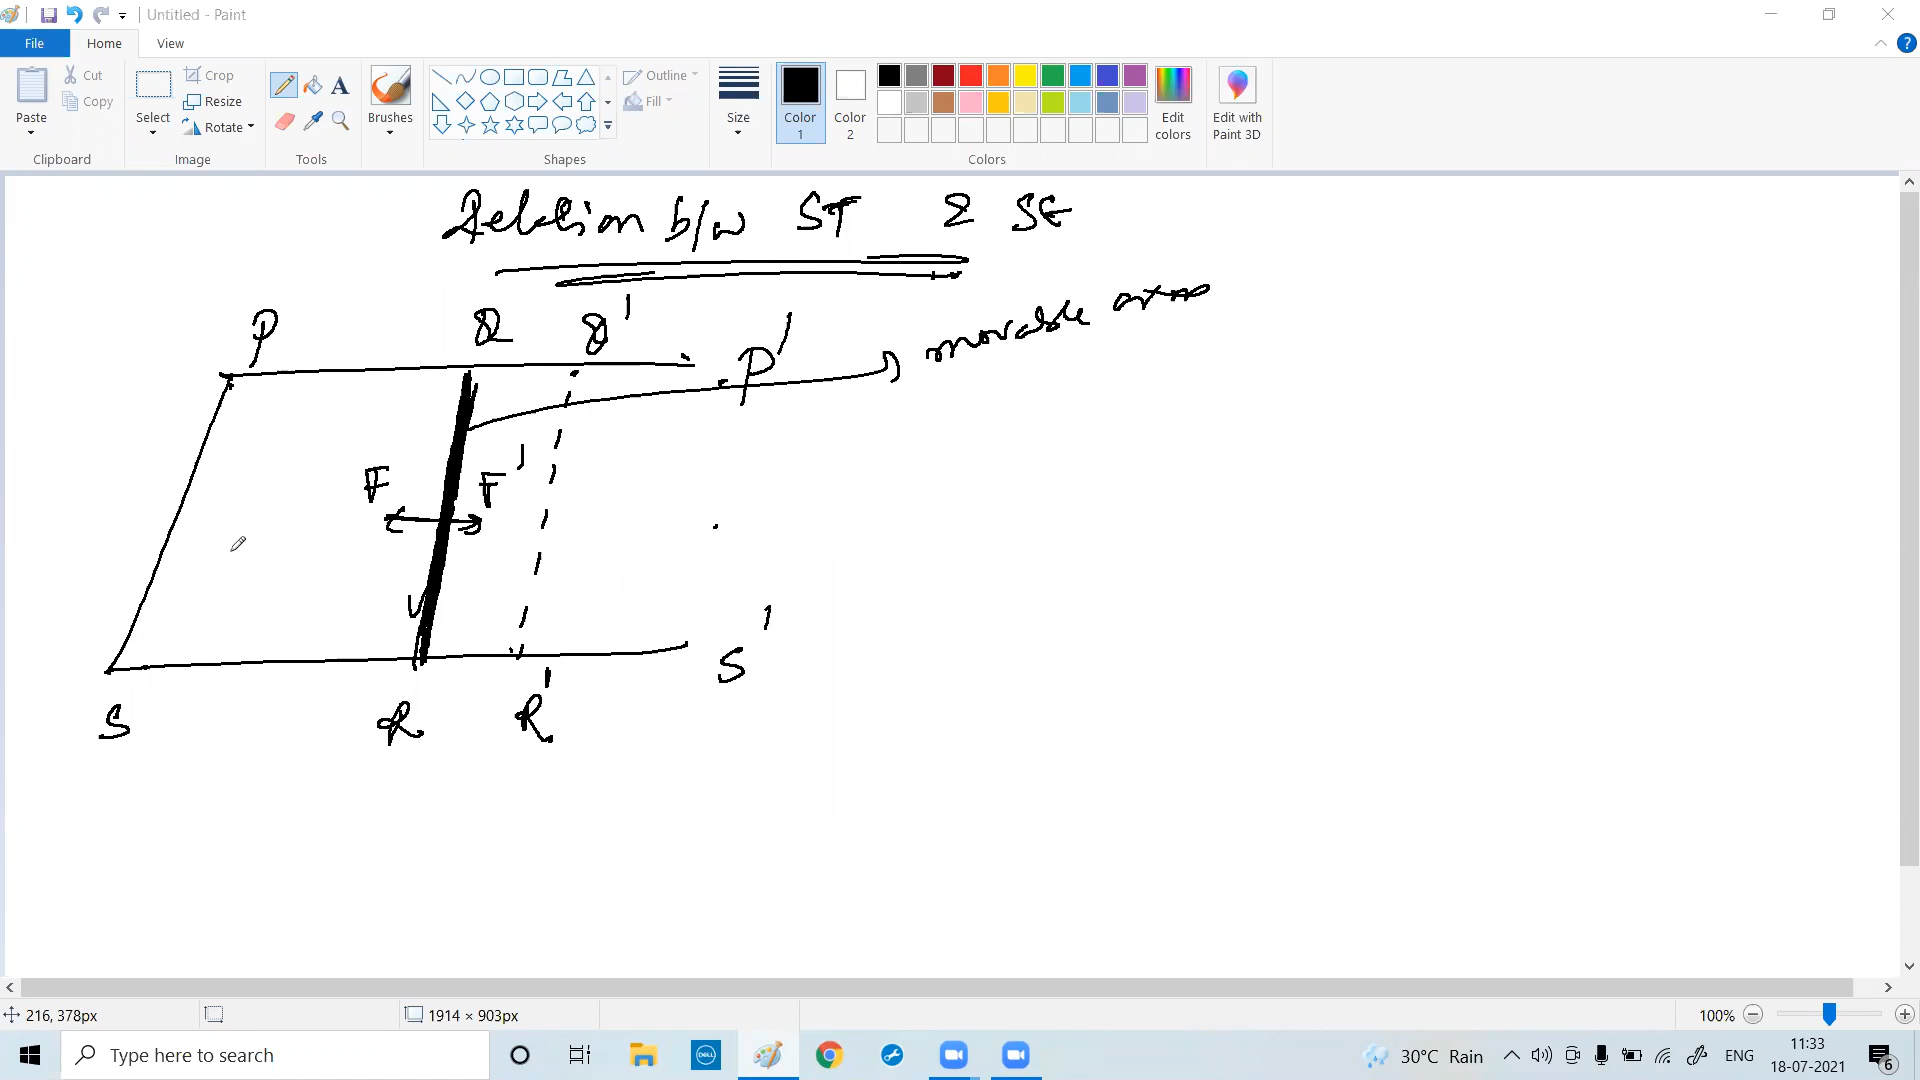 Untitled - Paint
File Home View
Paste Cut Copy Clipboard
Select Crop Resize Rotate Image
A Tools
Brushes
Outline Fill Shapes
Size
Color 1 Color 2 Edit colors Colors
Edit with Paint 3D
?
Relation b/w ST & SE
P Q Q' P' movable
F F'
S R R' S'
216, 378px 1914 × 903px 100%
Type here to search DELL 30°C Rain ENG 11:33 18-07-2021 6